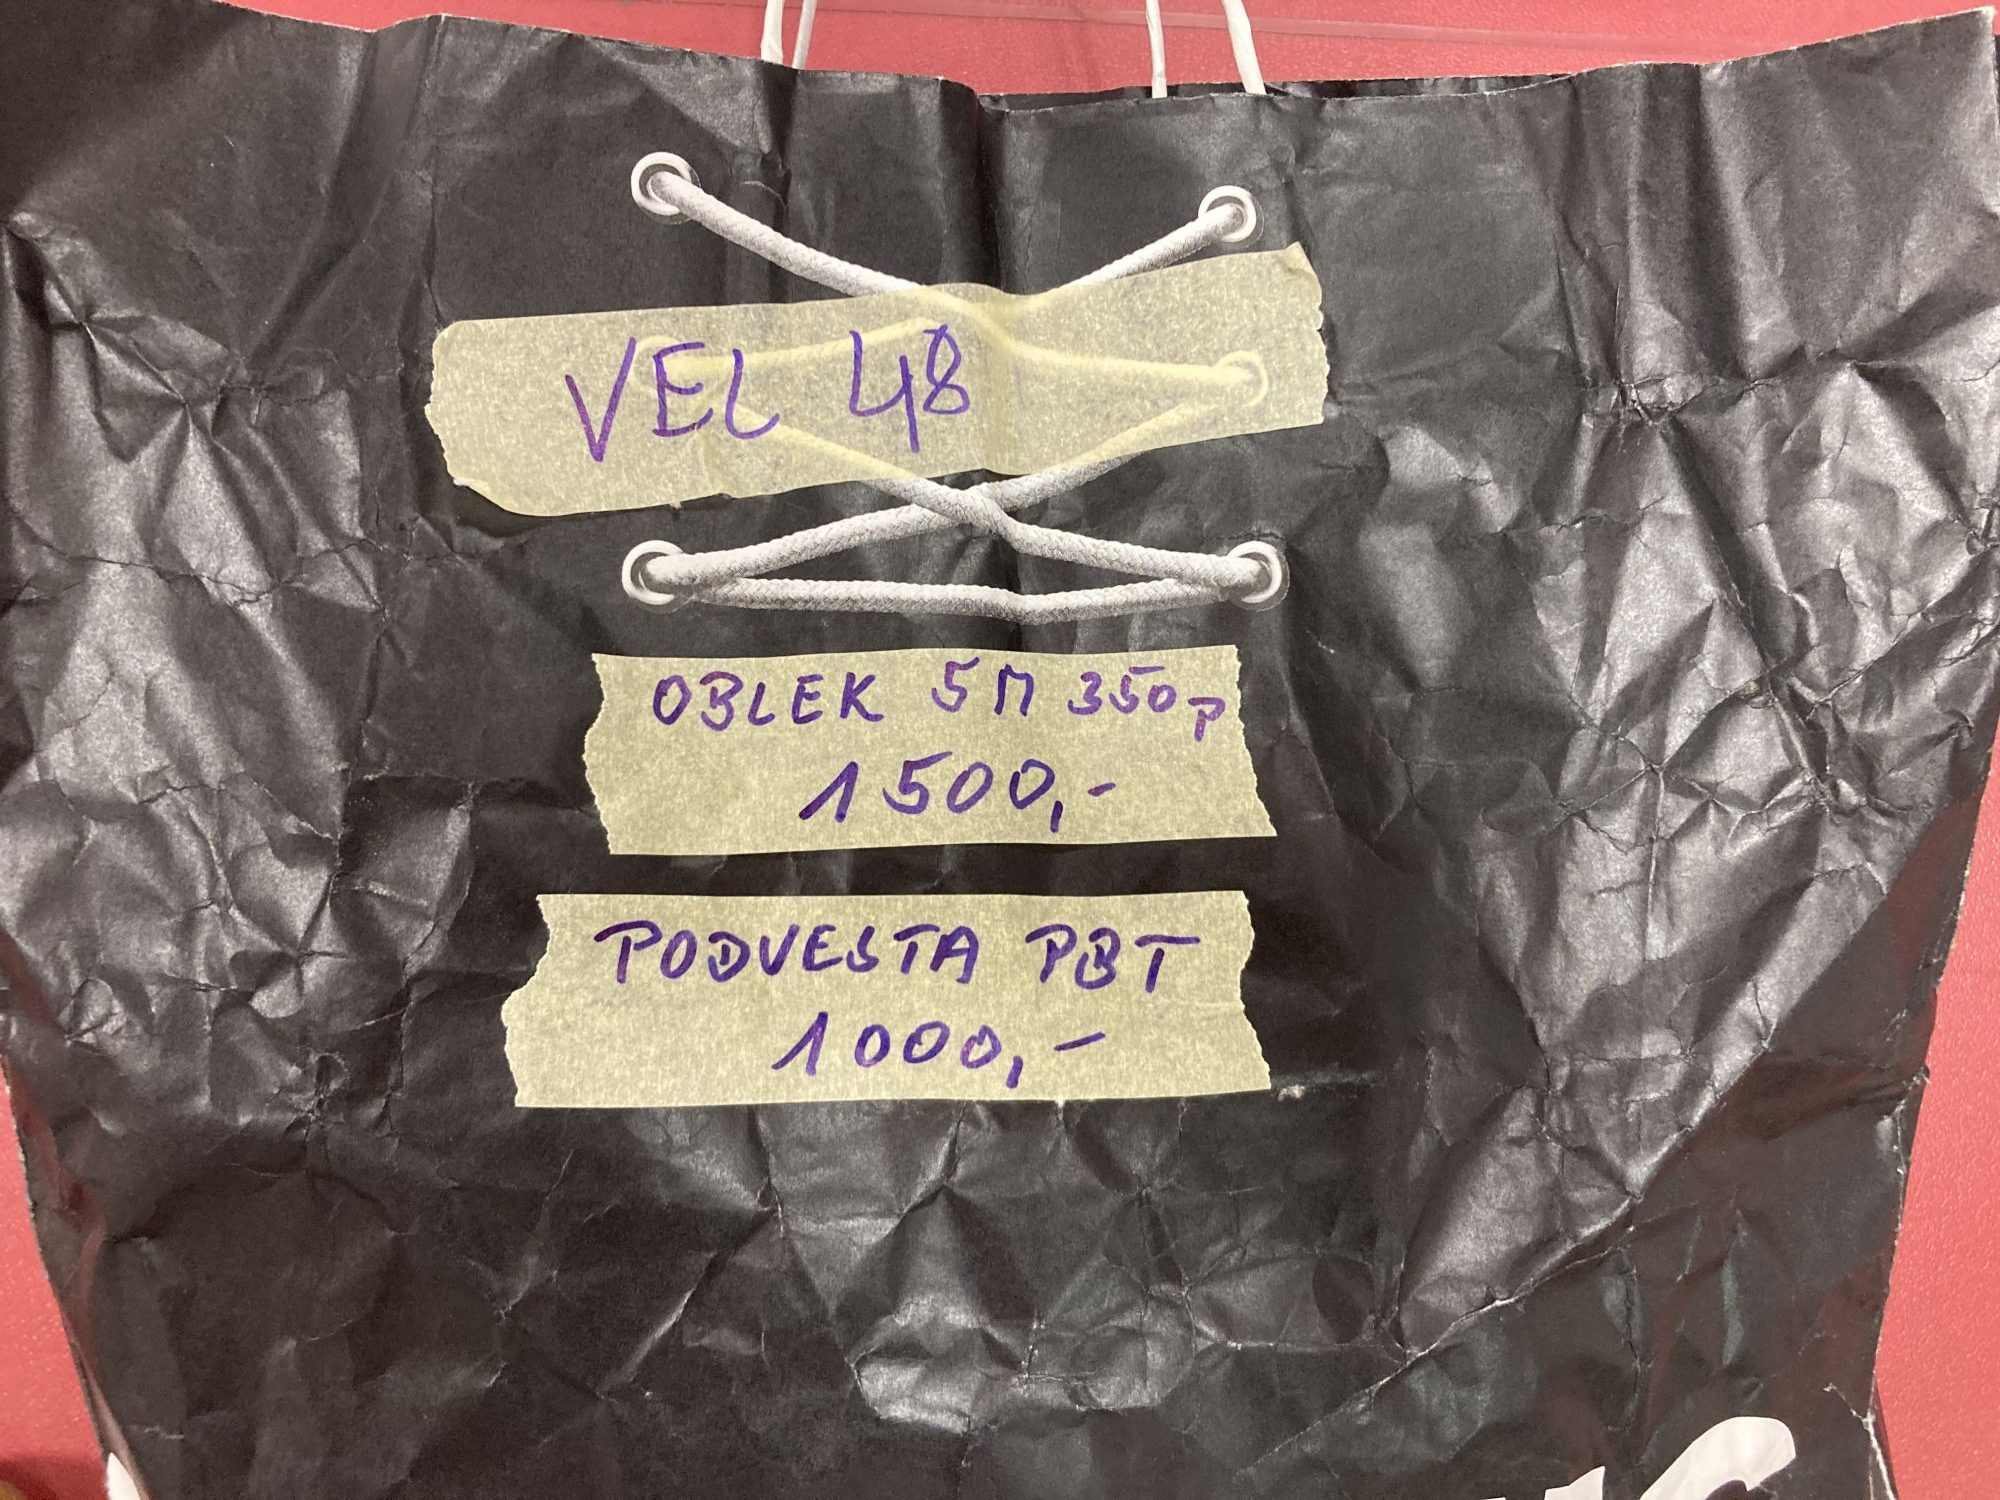 VEL 48
OBLEK 5M 350P
1500,-
PODVESTA PBT
1000,-